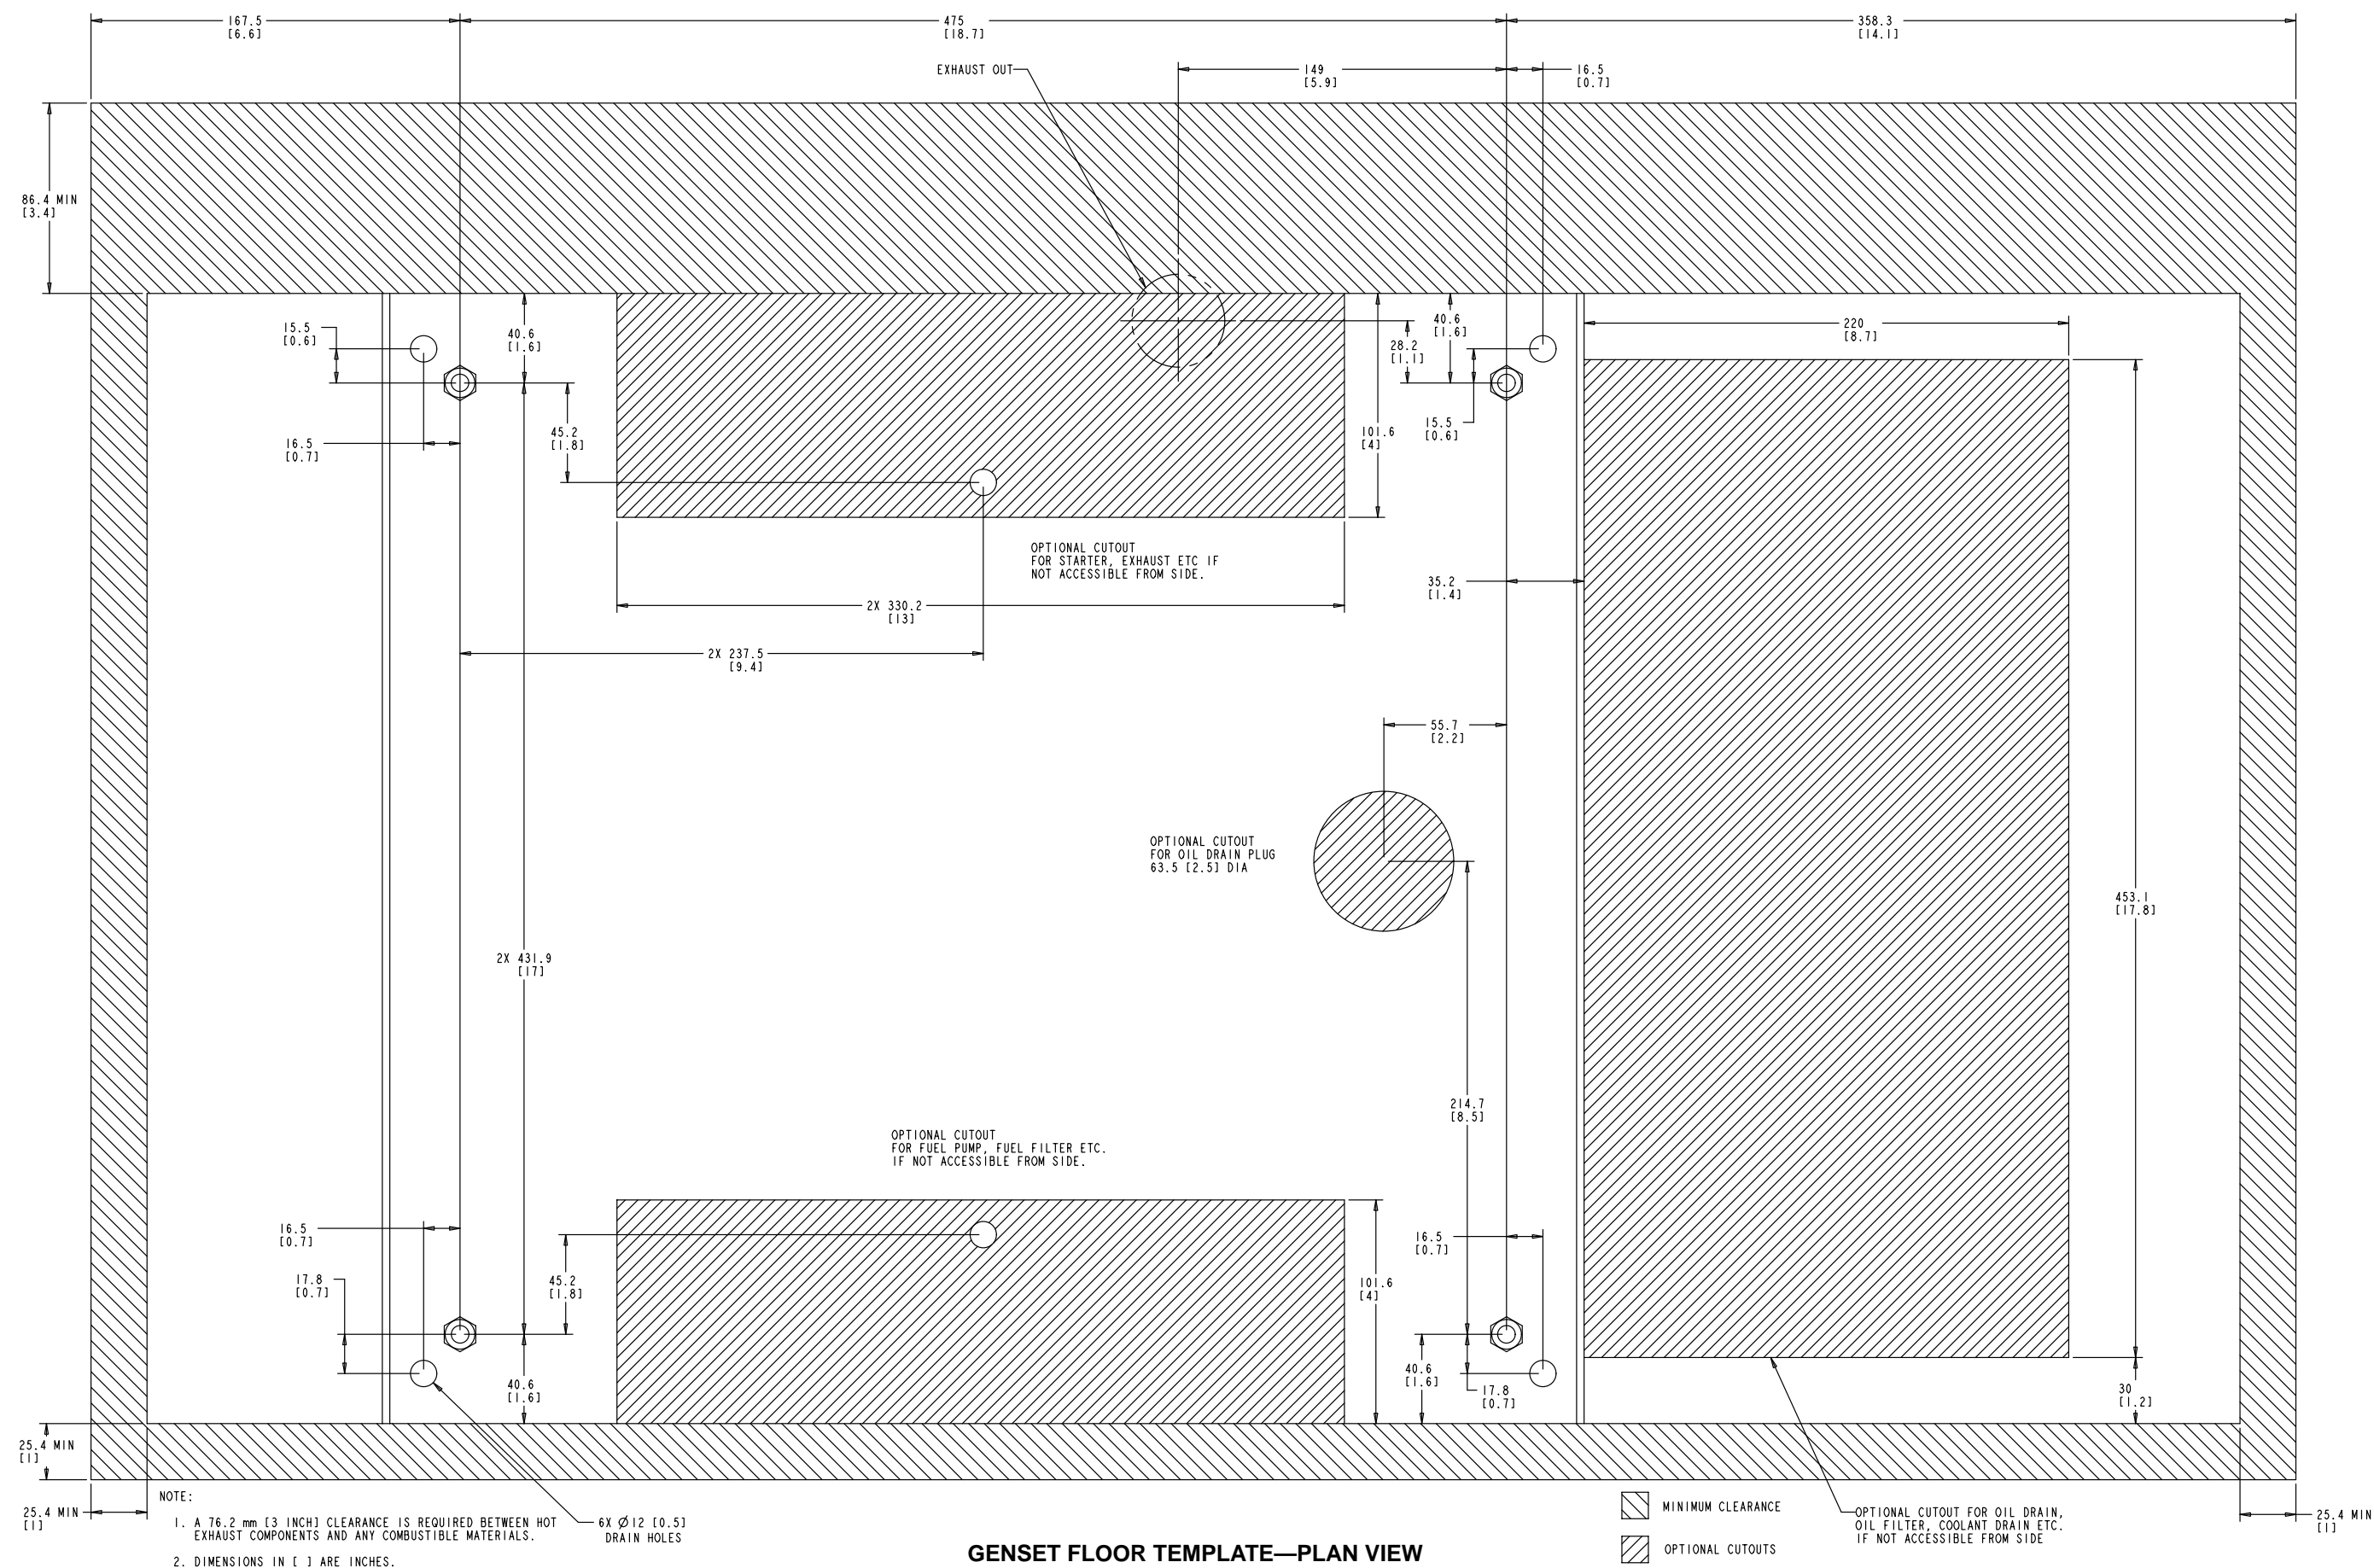 167.5
[6.6]
475
[18.7]
358.3
[14.1]
EXHAUST OUT
149
[5.9]
16.5
[0.7]
86.4 MIN
[3.4]
15.5
[0.6]
40.6
[1.6]
40.6
[1.6]
28.2
[1.1]
220
[8.7]
16.5
[0.7]
45.2
[1.8]
101.6
[4]
15.5
[0.6]
OPTIONAL CUTOUT
FOR STARTER, EXHAUST ETC IF
NOT ACCESSIBLE FROM SIDE.
35.2
[1.4]
2X 330.2
[13]
2X 237.5
[9.4]
55.7
[2.2]
OPTIONAL CUTOUT
FOR OIL DRAIN PLUG
63.5 [2.5] DIA
453.1
[17.8]
2X 431.9
[17]
214.7
[8.5]
OPTIONAL CUTOUT
FOR FUEL PUMP, FUEL FILTER ETC.
IF NOT ACCESSIBLE FROM SIDE.
16.5
[0.7]
16.5
[0.7]
17.8
[0.7]
45.2
[1.8]
101.6
[4]
40.6
[1.6]
40.6
[1.6]
17.8
[0.7]
30
[1.2]
25.4 MIN
[1]
25.4 MIN
[1]
NOTE:
1. A 76.2 mm [3 INCH] CLEARANCE IS REQUIRED BETWEEN HOT
EXHAUST COMPONENTS AND ANY COMBUSTIBLE MATERIALS.
2. DIMENSIONS IN [ ] ARE INCHES.
6X Ø12 [0.5]
DRAIN HOLES
GENSET FLOOR TEMPLATE—PLAN VIEW
MINIMUM CLEARANCE
OPTIONAL CUTOUTS
OPTIONAL CUTOUT FOR OIL DRAIN,
OIL FILTER, COOLANT DRAIN ETC.
IF NOT ACCESSIBLE FROM SIDE
25.4 MIN
[1]